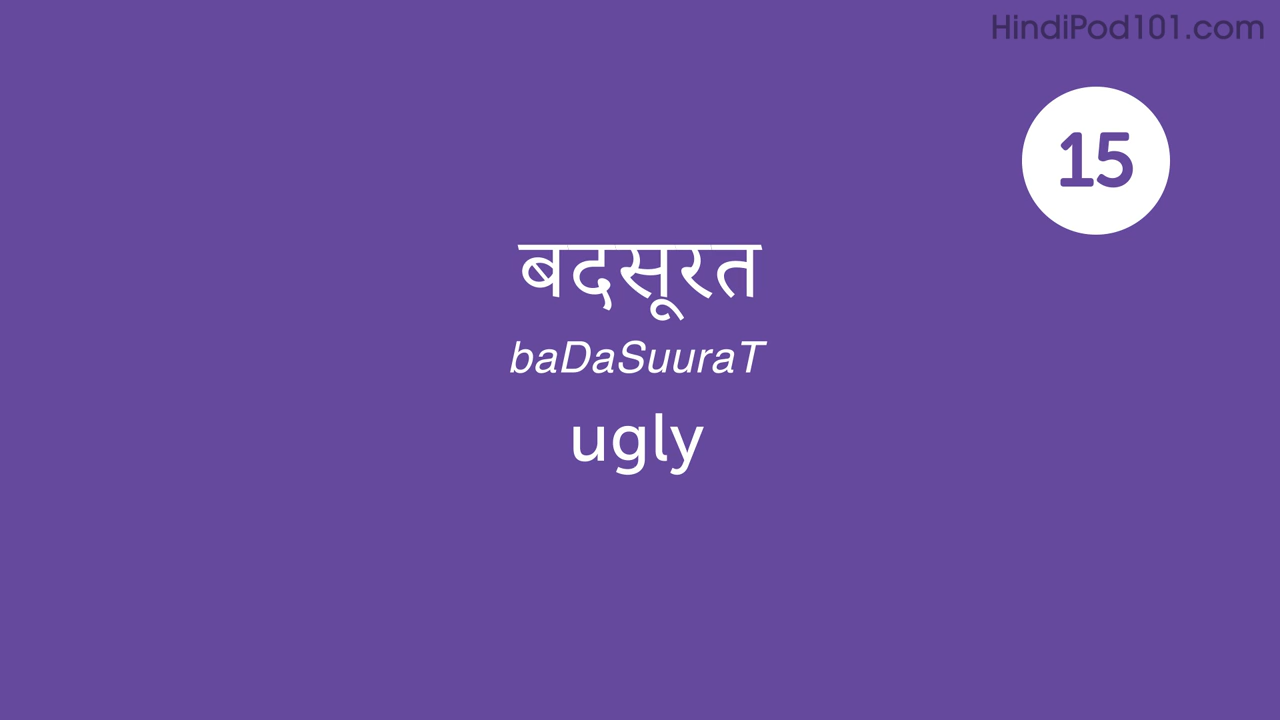 HindiPod101.com
15
बदसूरत
baDaSuuraT
ugly